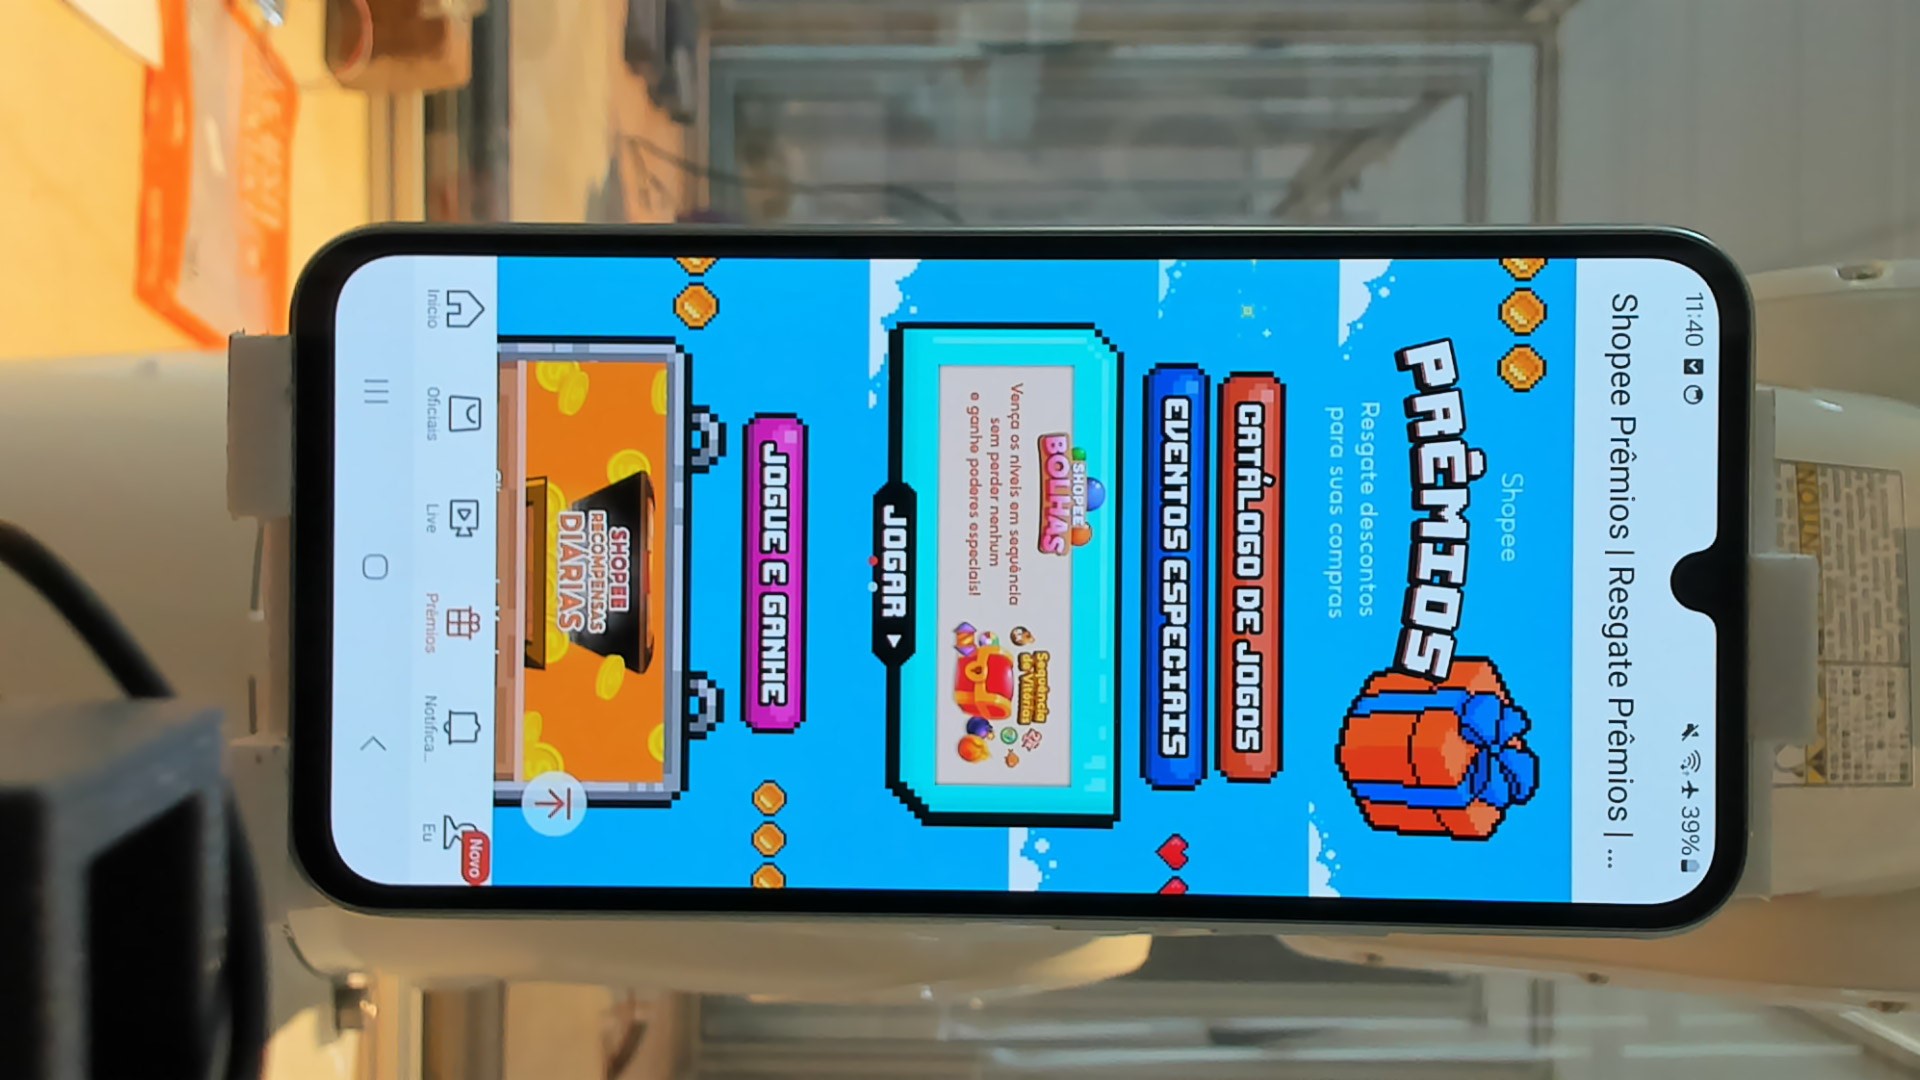 11:40
39%
Shopee Prêmios | Resgate Prêmios | ...
Shopee
PRÊMIOS
Resgate descontos
para suas compras
CATÁLOGO DE JOGOS
EVENTOS ESPECIAIS
SHOPEE
BOLHAS
Vença os níveis em sequência
sem perder nenhum
e ganhe poderes especiais!
Sequência
de Vitórias
JOGAR
JOGUE E GANHE
SHOPEE
RECOMPENSAS
DIÁRIAS
Novo
Início
Oficiais
Live
Prêmios
Notifica...
Eu